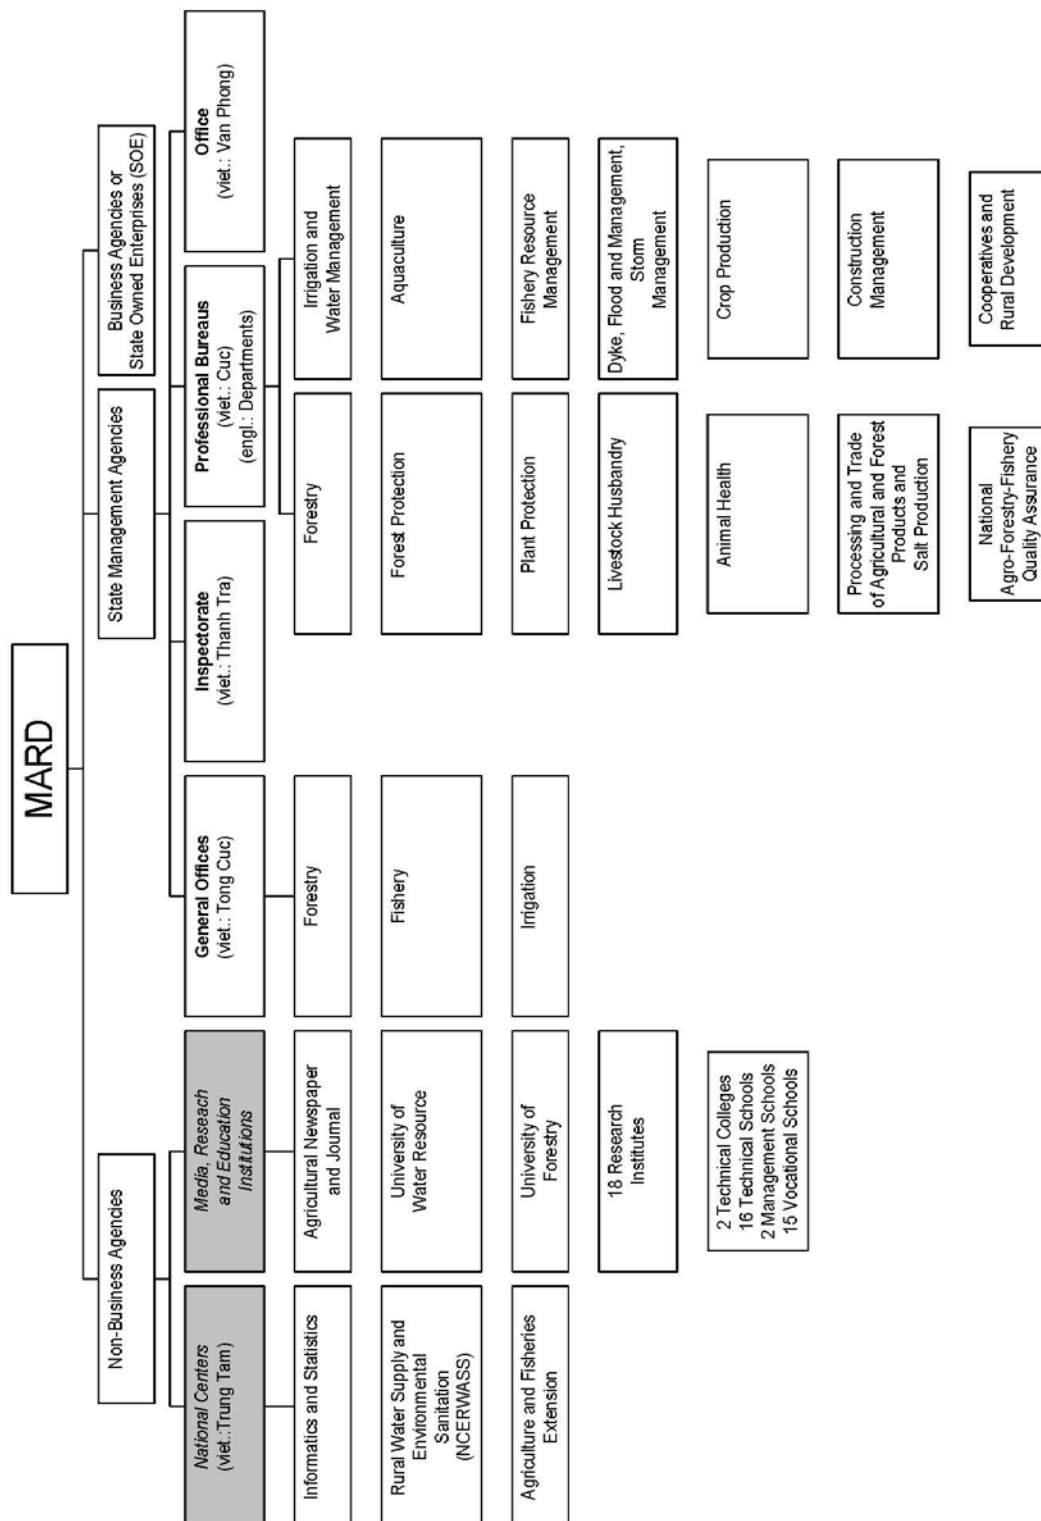 MARD
Non-Business Agencies
State Management Agencies
Business Agencies or
State Owned Enterprises (SOE)
National Centers
(viet.:Trung Tam)
Media, Reseach
and Education
Institutions
General Offices
(viet.: Tong Cuc)
Inspectorate
(viet.: Thanh Tra)
Professional Bureaus
(viet.: Cuc)
(engl.: Departments)
Office
(viet.: Van Phong)
Informatics and Statistics
Agricultural Newspaper
and Journal
Forestry
Forestry
Irrigation and
Water Management
Rural Water Supply and
Environmental
Sanitation
(NCERWASS)
University of
Water Resource
Fishery
Forest Protection
Aquaculture
Agriculture and Fisheries
Extension
University of
Forestry
Irrigation
Plant Protection
Fishery Resource
Management
18 Research
Institutes
Livestock Husbandry
Dyke, Flood and Management,
Storm
Management
2 Technical Colleges
16 Technical Schools
2 Management Schools
15 Vocational Schools
Animal Health
Crop Production
Processing and Trade
of Agricultural and Forest
Products and
Salt Production
Construction
Management
National
Agro-Forestry-Fishery
Quality Assurance
Cooperatives and
Rural Development